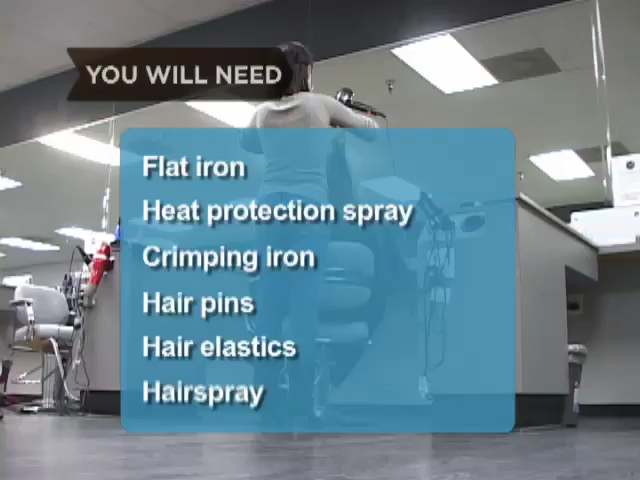 YOU WILL NEED
Flat iron
Heat protection spray
Crimping iron
Hair pins
Hair elastics
Hairspray